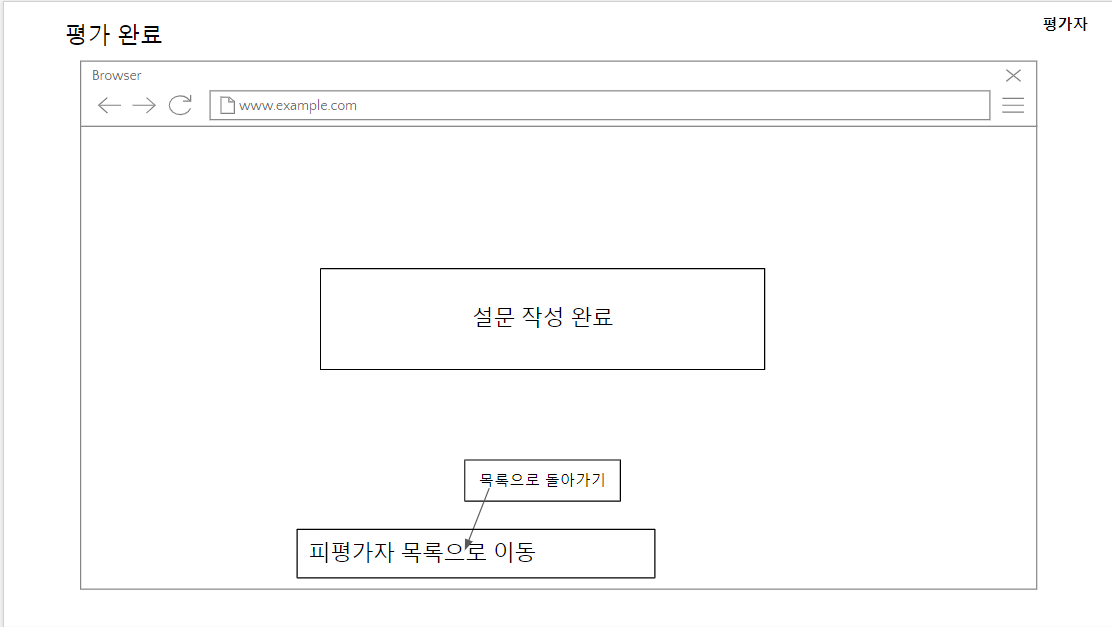 평가 완료
평가자
Browser
www.example.com
설문 작성 완료
목록으로 돌아가기
피평가자 목록으로 이동